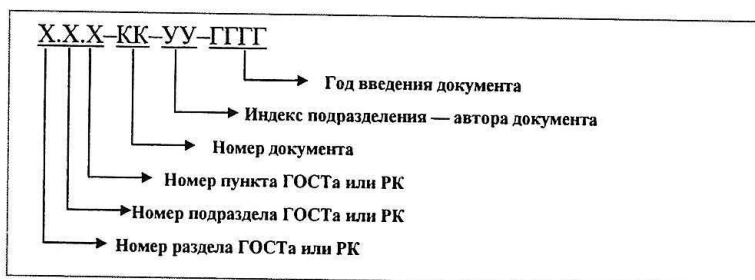 Х.Х.Х–КК–УУ–ГГГГ
Год введения документа
Индекс подразделения — автора документа
Номер документа
Номер пункта ГОСТа или РК
Номер подраздела ГОСТа или РК
Номер раздела ГОСТа или РК